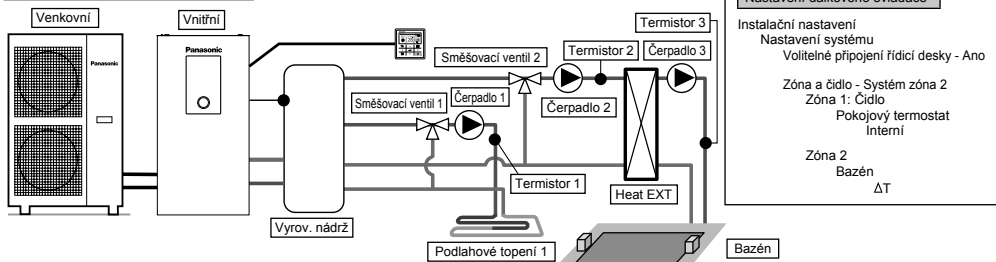 Venkovní
Vnitřní
Panasonic
Panasonic
Směšovací ventil 2
Termistor 2
Termistor 3
Čerpadlo 3
Směšovací ventil 1
Čerpadlo 1
Čerpadlo 2
Termistor 1
Heat EXT
Vyrov. nádrž
Podlahové topení 1
Bazén
Nastavení dálkového ovladače
Instalační nastavení
Nastavení systému
Volitelné připojení řídicí desky - Ano
Zóna a čidlo - Systém zóna 2
Zóna 1: Čidlo
Pokojový termostat
Interní
Zóna 2
Bazén
ΔT